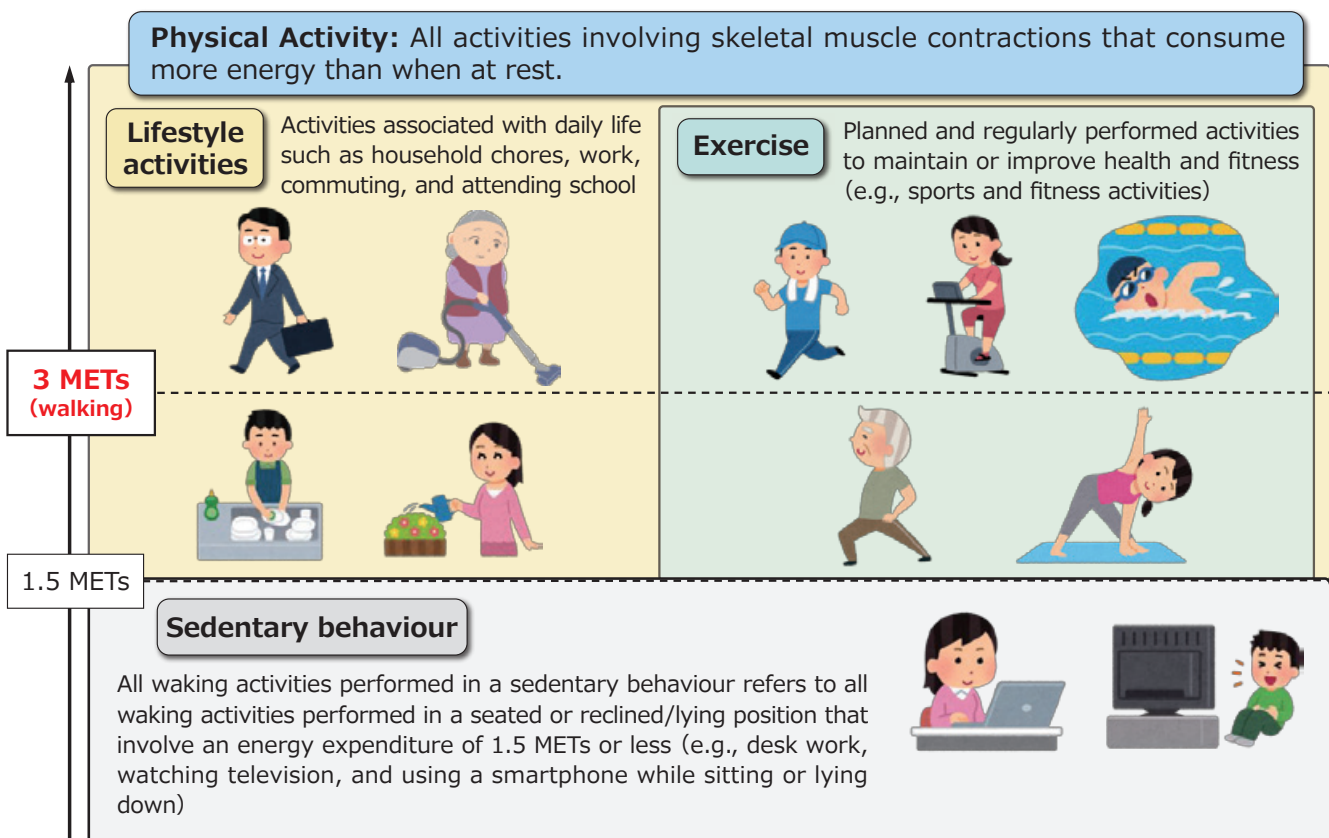 Physical Activity: All activities involving skeletal muscle contractions that consume
more energy than when at rest.
Lifestyle
activities
Activities associated with daily life
such as household chores, work,
commuting, and attending school
Exercise
Planned and regularly performed activities
to maintain or improve health and fitness
(e.g., sports and fitness activities)
3 METs
(walking)
1.5 METs
Sedentary behaviour
All waking activities performed in a sedentary behaviour refers to all
waking activities performed in a seated or reclined/lying position that
involve an energy expenditure of 1.5 METs or less (e.g., desk work,
watching television, and using a smartphone while sitting or lying
down)